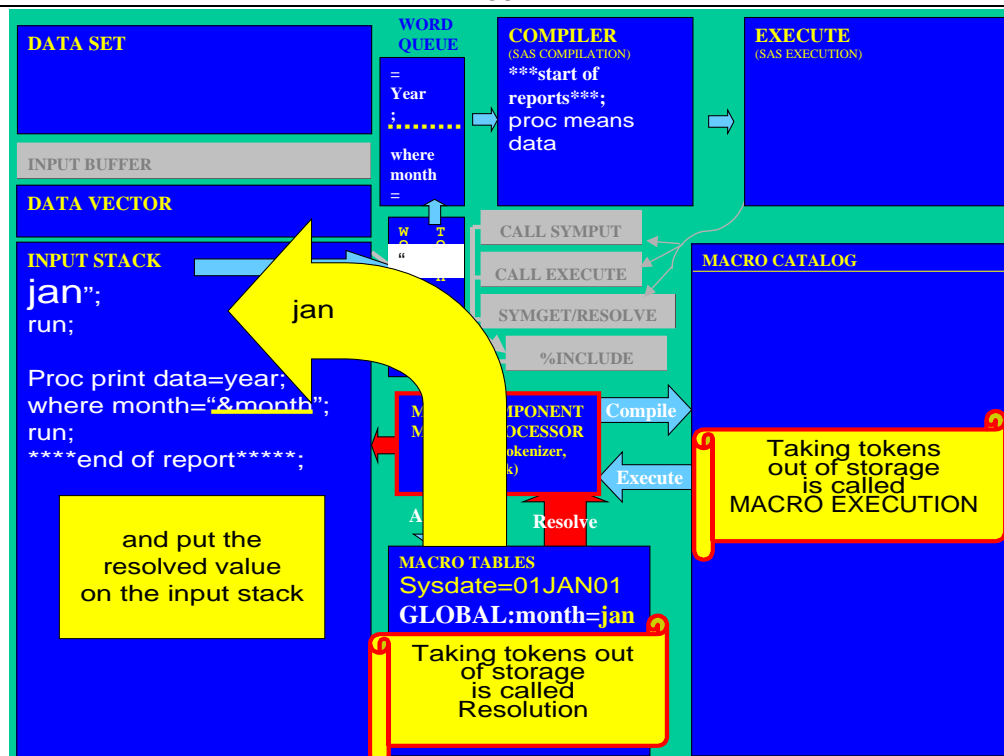 DATA SET
INPUT BUFFER
DATA VECTOR
INPUT STACK
jan”;
run;
Proc print data=year;
where month=“&month”;
run;
****end of report*****;
and put the
resolved value
on the input stack
jan
WORD
QUEUE
=
Year
;
where
month
=
“
COMPILER
(SAS COMPILATION)
***start of
reports***;
proc means
data
EXECUTE
(SAS EXECUTION)
CALL SYMPUT
CALL EXECUTE
SYMGET/RESOLVE
%INCLUDE
Compile
Execute
Resolve
MACRO TABLES
Sysdate=01JAN01
GLOBAL:month=jan
Taking tokens out
of storage
is called
Resolution
MACRO CATALOG
Taking tokens
out of storage
is called
MACRO EXECUTION